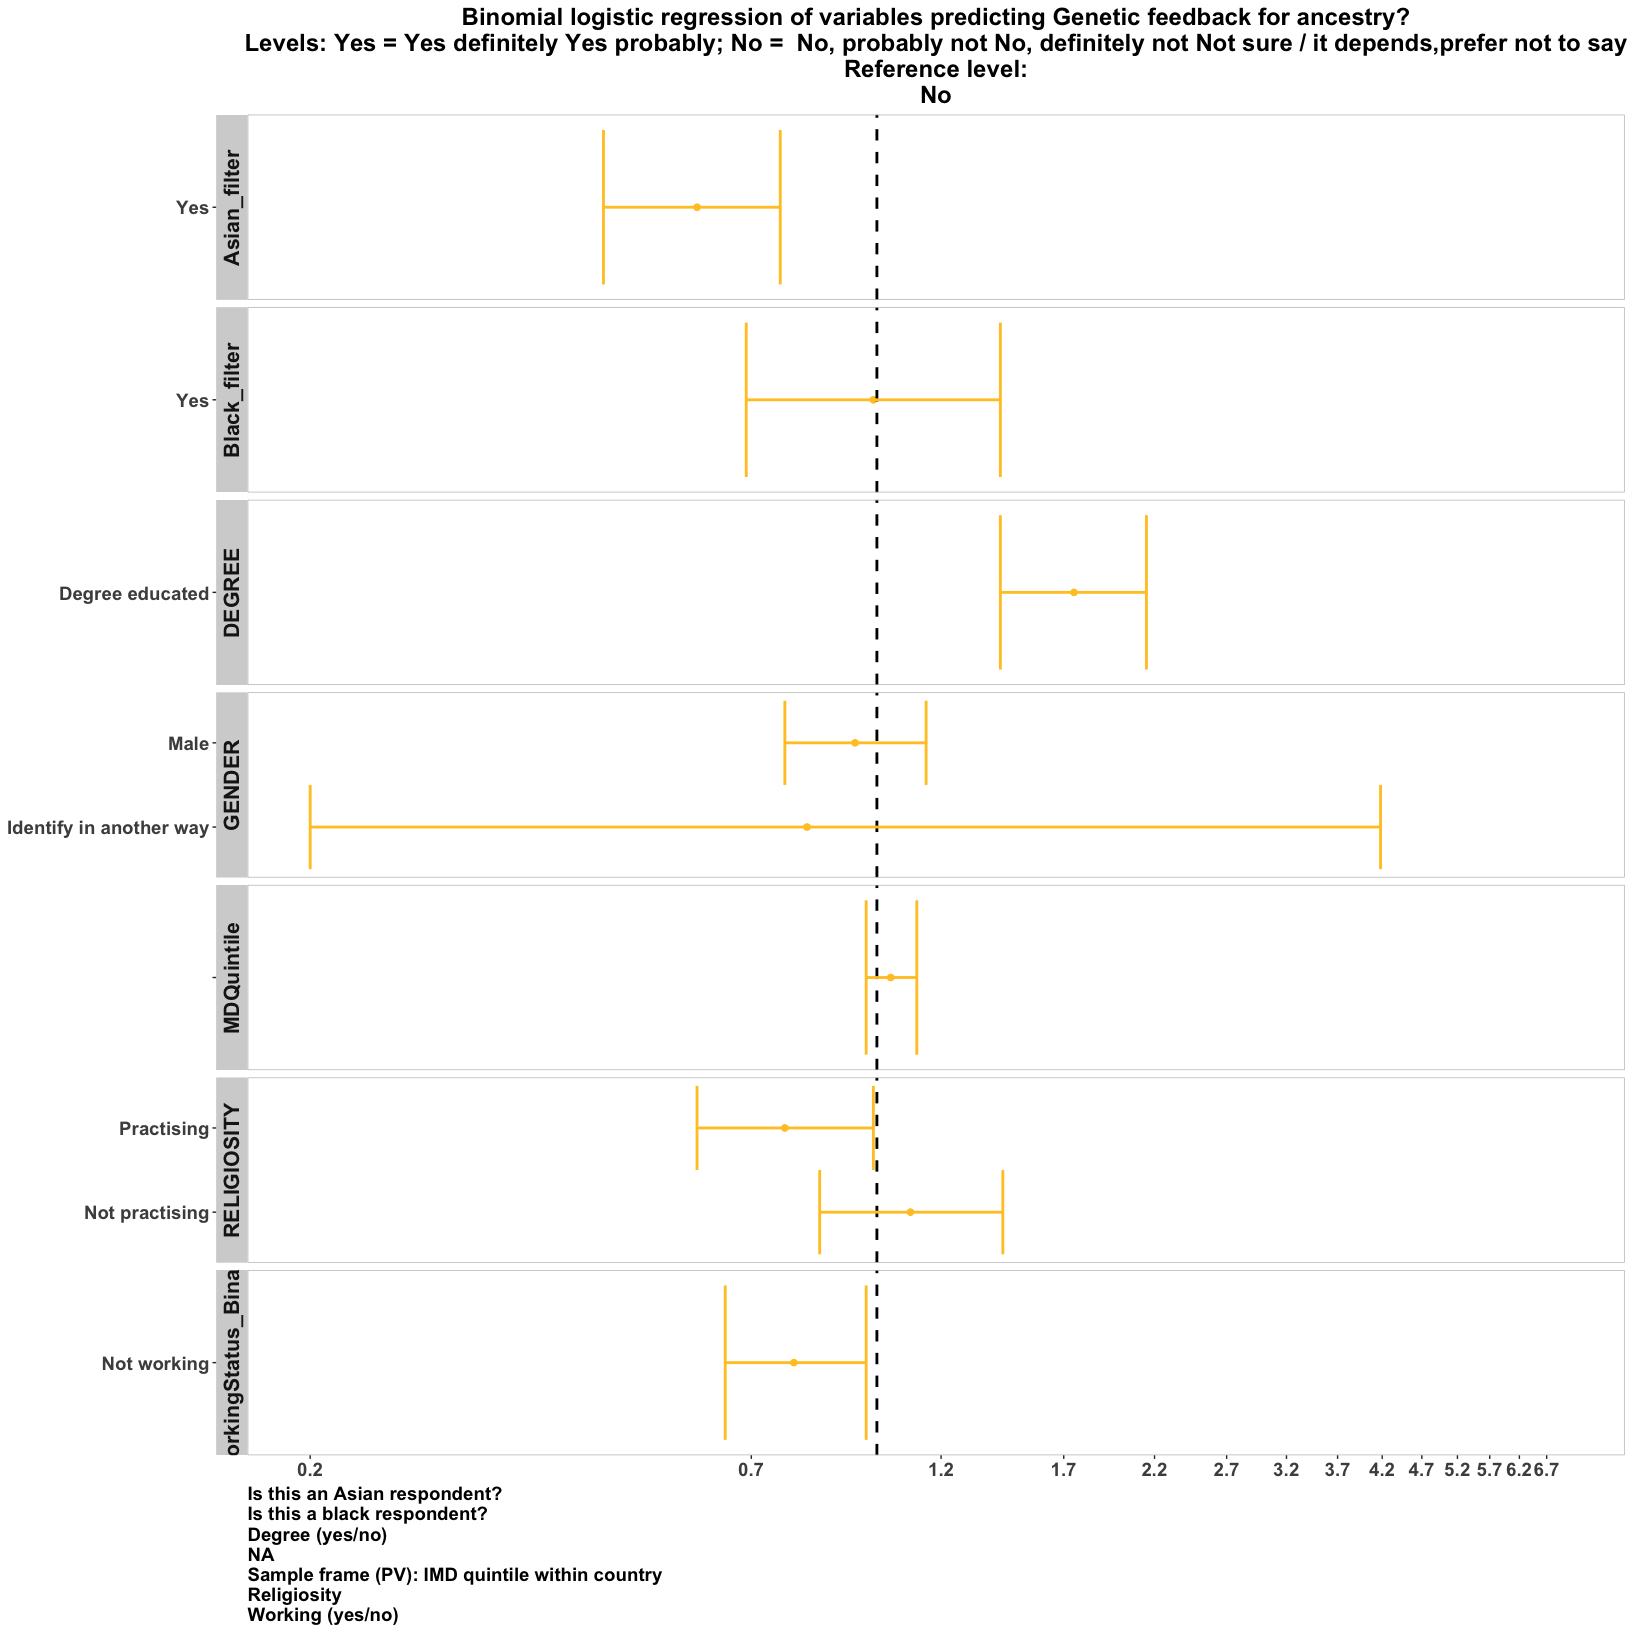 Binomial logistic regression of variables predicting Genetic feedback for ancestry?
Levels: Yes = Yes definitely Yes probably; No =  No, probably not No, definitely not Not sure / it depends,prefer not to say
Reference level:
No
Asian_filter
Yes
Black_filter
Yes
DEGREE
Degree educated
GENDER
Male
Identify in another way
MDQuintile
RELIGIOSITY
Practising
Not practising
orkingStatus_Bina
Not working
0.2 0.7 1.2 1.7 2.2 2.7 3.2 3.7 4.2 4.7 5.2 5.7 6.2 6.7
Is this an Asian respondent?
Is this a black respondent?
Degree (yes/no)
NA
Sample frame (PV): IMD quintile within country
Religiosity
Working (yes/no)